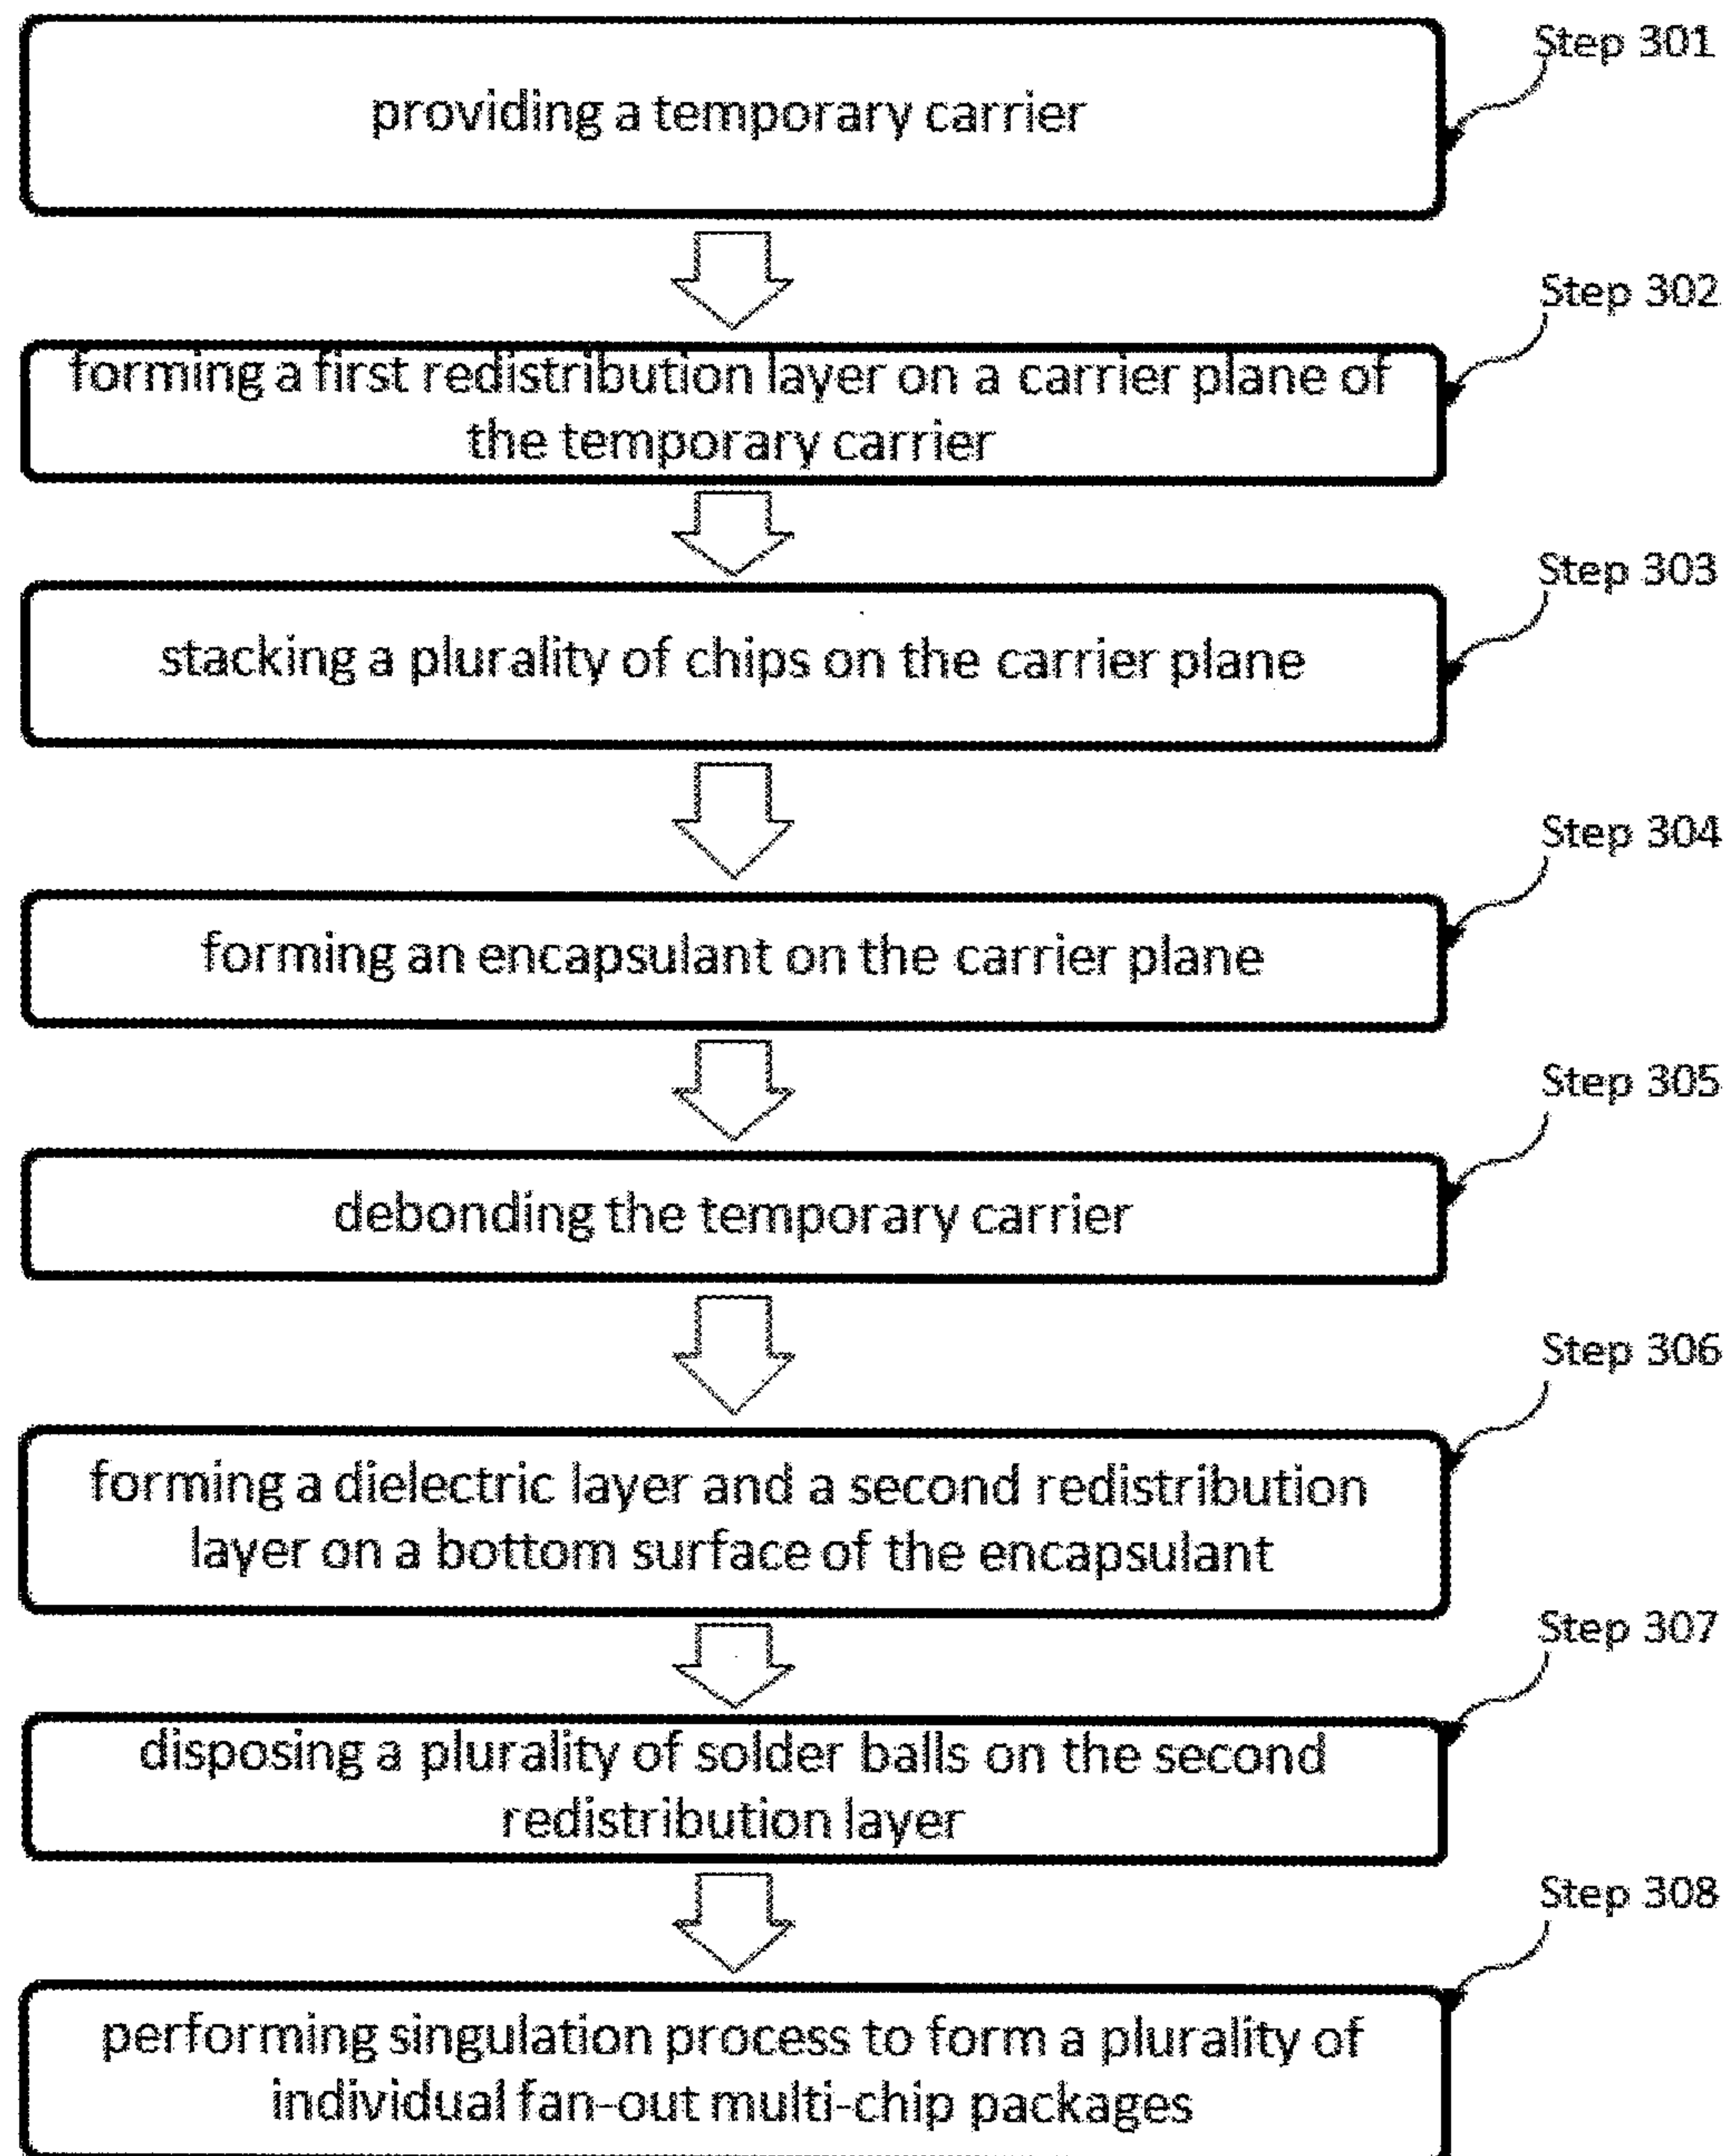 Step 301
providing a temporary carrier
Step 302
forming a first redistribution layer on a carrier plane of
the temporary carrier
Step 303
stacking a plurality of chips on the carrier plane
Step 304
forming an encapsulant on the carrier plane
Step 305
debonding the temporary carrier
Step 306
forming a dielectric layer and a second redistribution
layer on a bottom surface of the encapsulant
Step 307
disposing a plurality of solder balls on the second
redistribution layer
Step 308
performing singulation process to form a plurality of
individual fan-out multi-chip packages